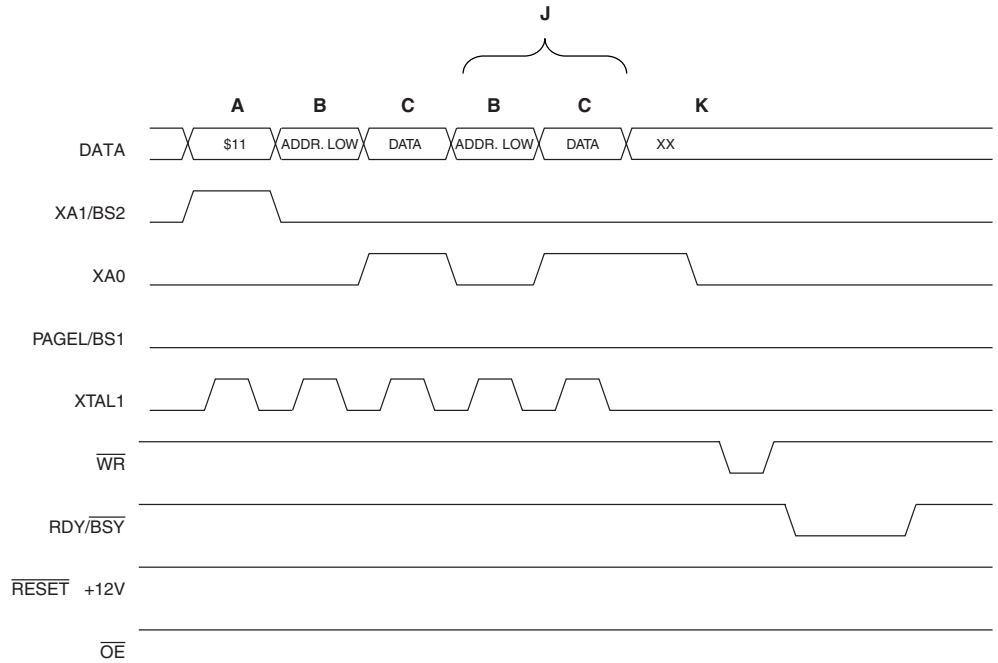 J
A B C B C K
DATA $11 ADDR. LOW DATA ADDR. LOW DATA XX
XA1/BS2
XA0
PAGEL/BS1
XTAL1
WR
RDY/BSY
RESET +12V
OE